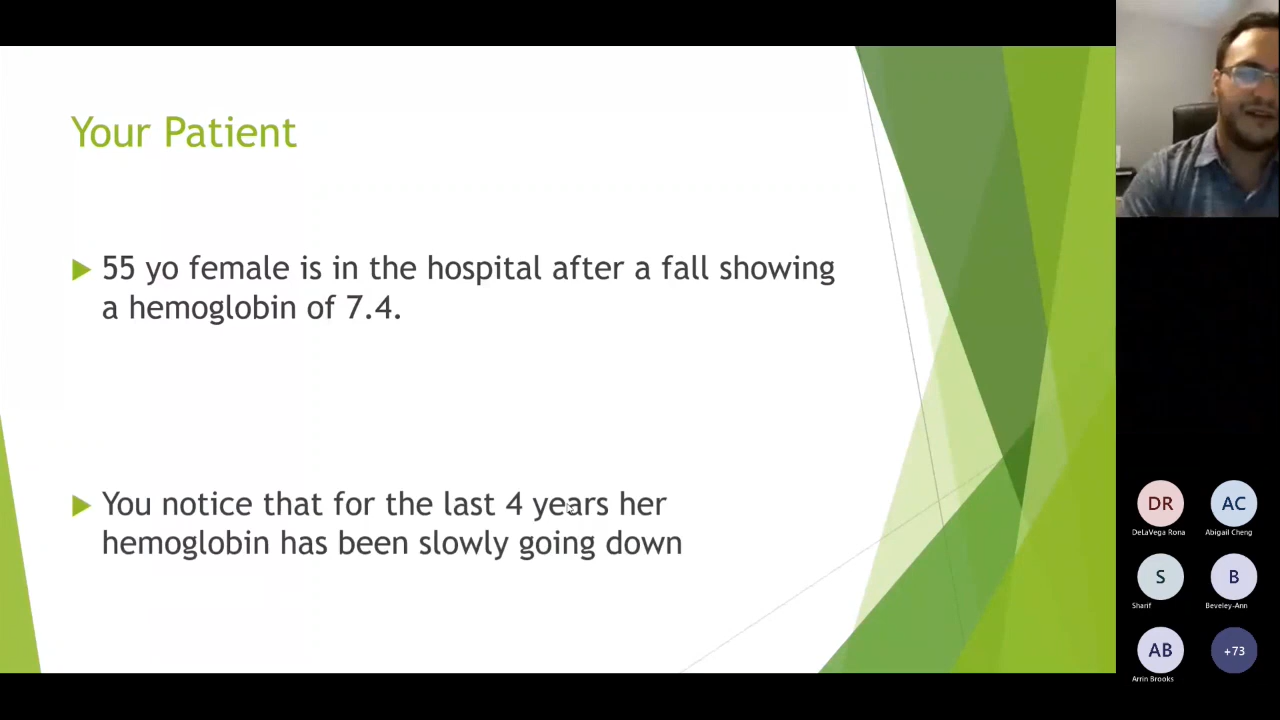 Your Patient
55 yo female is in the hospital after a fall showing
a hemoglobin of 7.4.
You notice that for the last 4 years her
hemoglobin has been slowly going down
DR
AC
DeLaVega Rona
Abigail Cheng
S
B
Sharif
Beveley-Ann
AB
+73
Arrin Brooks